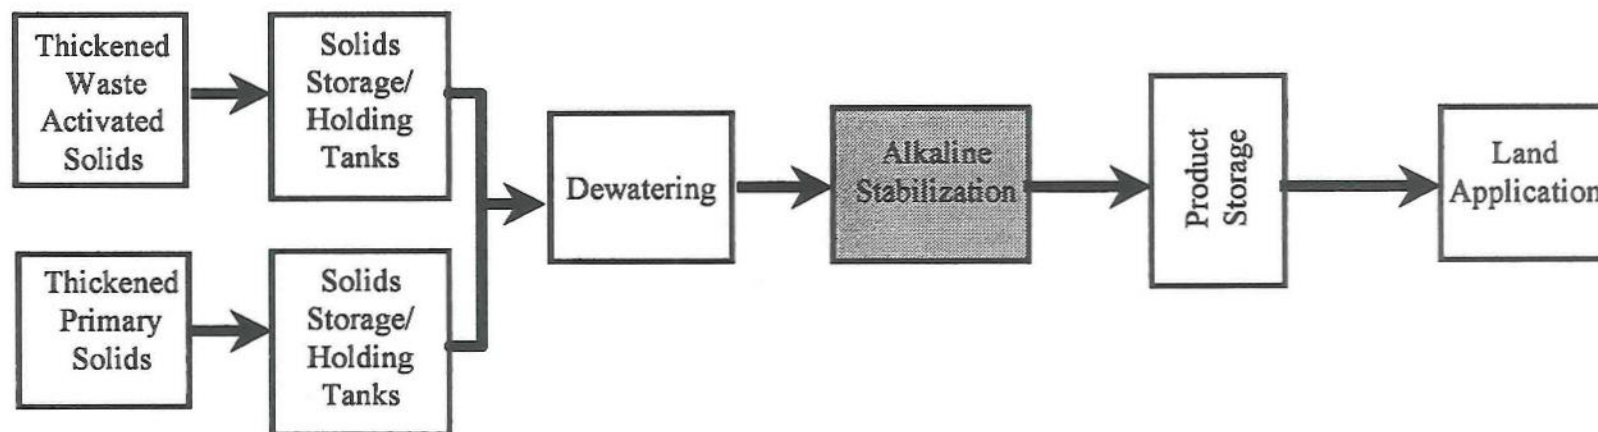 Thickened
Waste
Activated
Solids
Solids
Storage/
Holding
Tanks
Thickened
Primary
Solids
Solids
Storage/
Holding
Tanks
Dewatering
Alkaline
Stabilization
Product
Storage
Land
Application